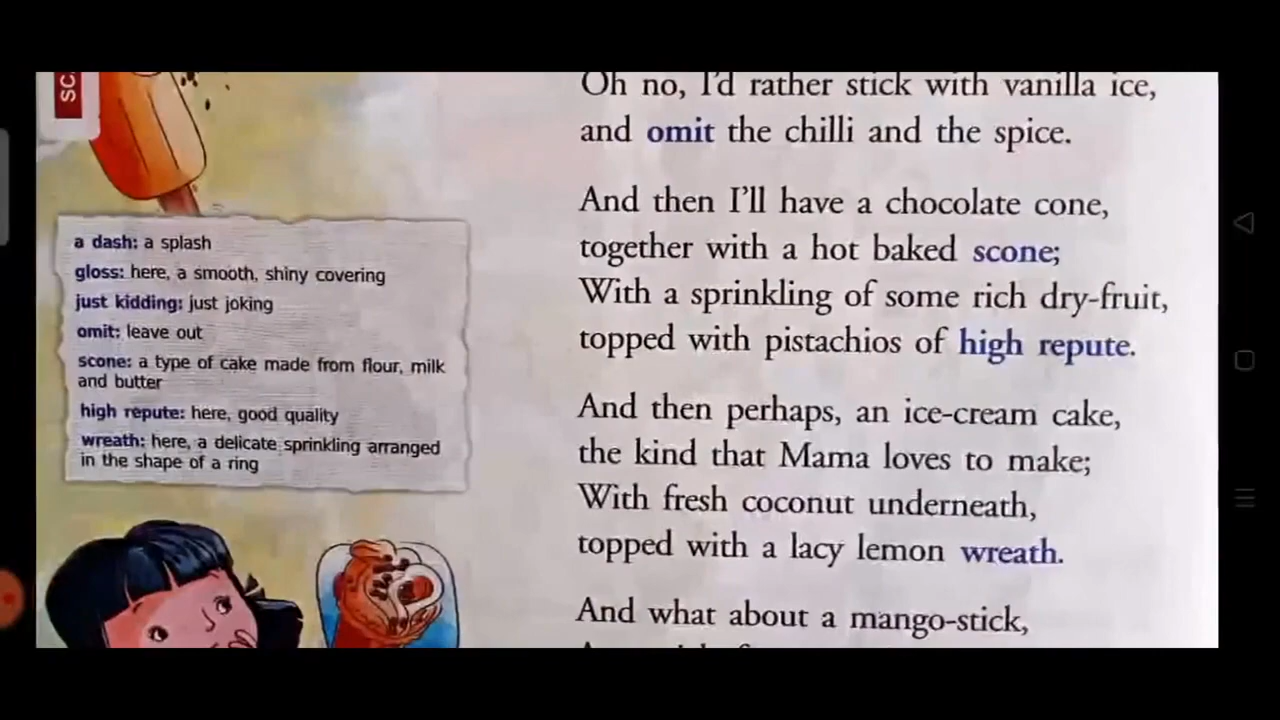 SC
a dash: a splash
gloss: here, a smooth, shiny covering
just kidding: just joking
omit: leave out
scone: a type of cake made from flour, milk
and butter
high repute: here, good quality
wreath: here, a delicate sprinkling arranged
in the shape of a ring
Oh no, I'd rather stick with vanilla ice,
and omit the chilli and the spice.
And then I'll have a chocolate cone,
together with a hot baked scone;
With a sprinkling of some rich dry-fruit,
topped with pistachios of high repute.
And then perhaps, an ice-cream cake,
the kind that Mama loves to make;
With fresh coconut underneath,
topped with a lacy lemon wreath.
And what about a mango-stick,